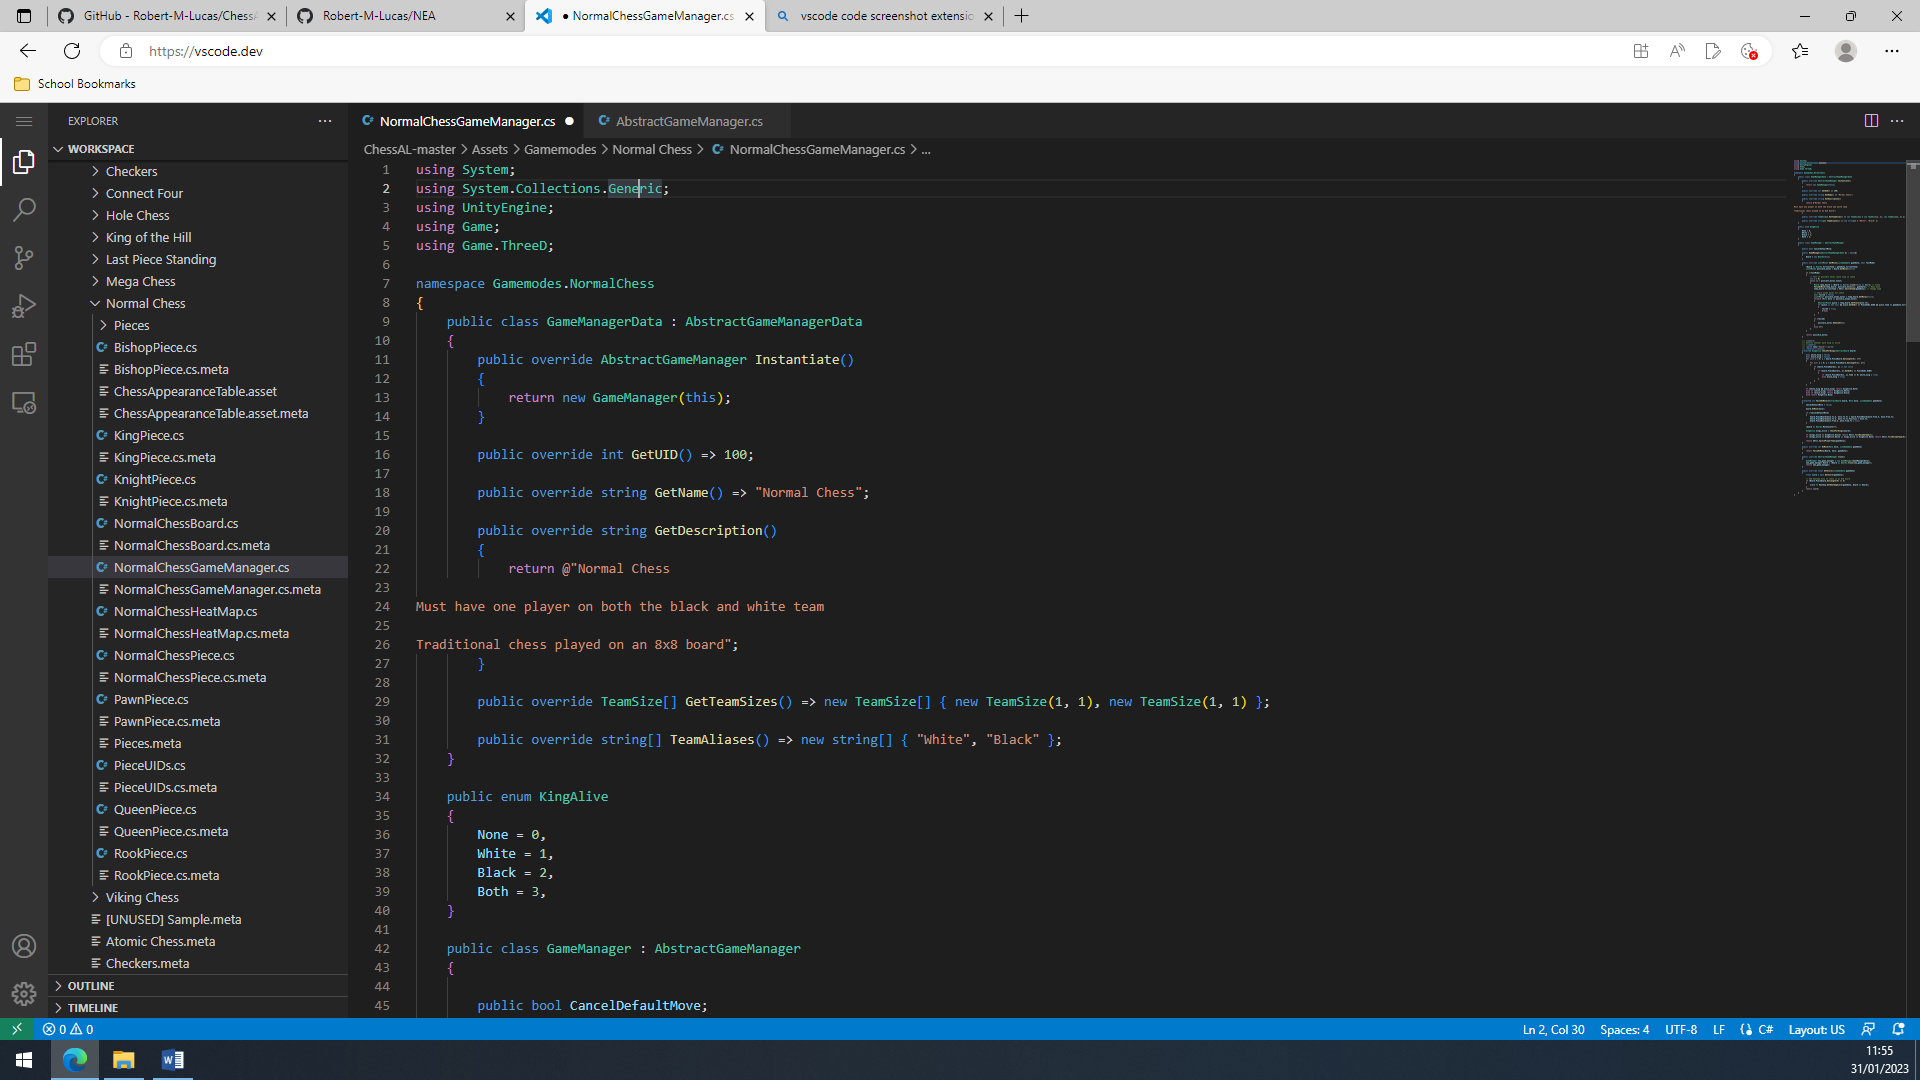 GitHub - Robert-M-Lucas/ChessA
Robert-M-Lucas/NEA
● NormalChessGameManager.cs
vscode code screenshot extensio
https://vscode.dev
School Bookmarks
EXPLORER
WORKSPACE
Checkers
Connect Four
Hole Chess
King of the Hill
Last Piece Standing
Mega Chess
Normal Chess
Pieces
BishopPiece.cs
BishopPiece.cs.meta
ChessAppearanceTable.asset
ChessAppearanceTable.asset.meta
KingPiece.cs
KingPiece.cs.meta
KnightPiece.cs
KnightPiece.cs.meta
NormalChessBoard.cs
NormalChessBoard.cs.meta
NormalChessGameManager.cs
NormalChessGameManager.cs.meta
NormalChessHeatMap.cs
NormalChessHeatMap.cs.meta
NormalChessPiece.cs
NormalChessPiece.cs.meta
PawnPiece.cs
PawnPiece.cs.meta
Pieces.meta
PieceUIDs.cs
PieceUIDs.cs.meta
QueenPiece.cs
QueenPiece.cs.meta
RookPiece.cs
RookPiece.cs.meta
Viking Chess
[UNUSED] Sample.meta
Atomic Chess.meta
Checkers.meta
OUTLINE
TIMELINE
NormalChessGameManager.cs ●
AbstractGameManager.cs
ChessAL-master > Assets > Gamemodes > Normal Chess > NormalChessGameManager.cs > ...
1 using System;
2 using System.Collections.Generic;
3 using UnityEngine;
4 using Game;
5 using Game.ThreeD;
6
7 namespace Gamemodes.NormalChess
8 {
9 public class GameManagerData : AbstractGameManagerData
10 {
11 public override AbstractGameManager Instantiate()
12 {
13 return new GameManager(this);
14 }
15
16 public override int GetUID() => 100;
17
18 public override string GetName() => "Normal Chess";
19
20 public override string GetDescription()
21 {
22 return @"Normal Chess
23
24 Must have one player on both the black and white team
25
26 Traditional chess played on an 8x8 board";
27 }
28
29 public override TeamSize[] GetTeamSizes() => new TeamSize[] { new TeamSize(1, 1), new TeamSize(1, 1) };
30
31 public override string[] TeamAliases() => new string[] { "White", "Black" };
32 }
33
34 public enum KingAlive
35 {
36 None = 0,
37 White = 1,
38 Black = 2,
39 Both = 3,
40 }
41
42 public class GameManager : AbstractGameManager
43 {
44
45 public bool CancelDefaultMove;
0 0
Ln 2, Col 30
Spaces: 4
UTF-8
LF
C#
Layout: US
11:55
31/01/2023